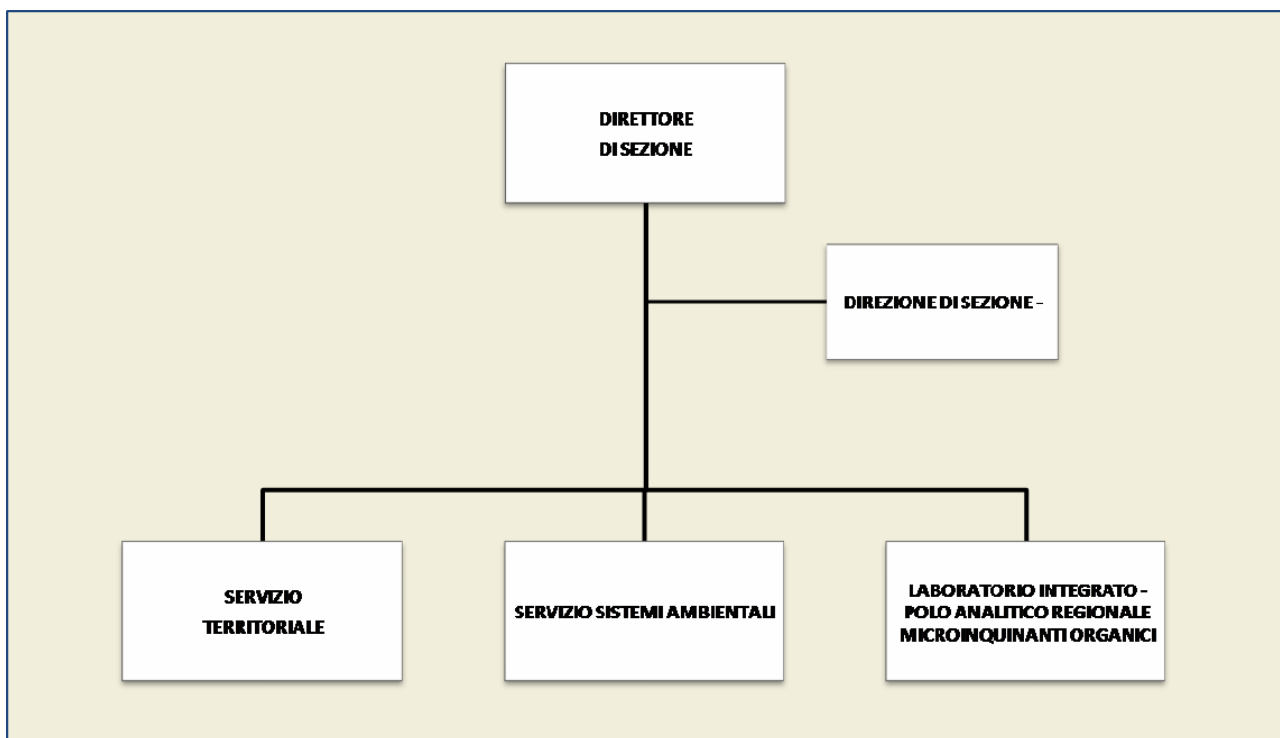 DIRETTORE
DI SEZIONE
DIREZIONE DI SEZIONE –
SERVIZIO
TERRITORIALE
SERVIZIO SISTEMI AMBIENTALI
LABORATORIO INTEGRATO –
POLO ANALITICO REGIONALE
MICROINQUINANTI ORGANICI